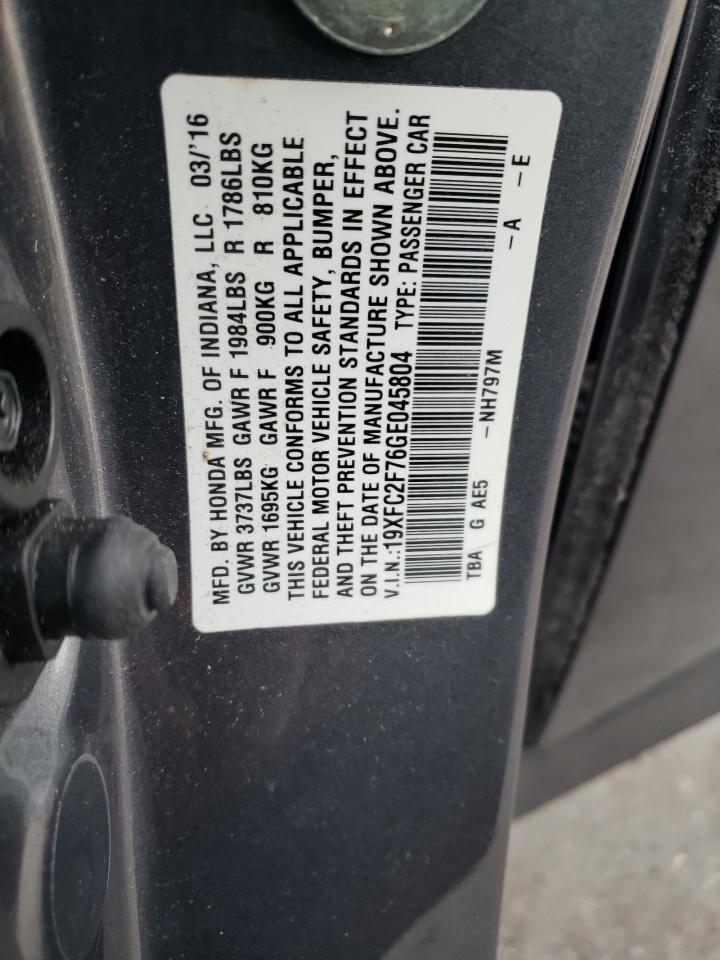 MFD. BY HONDA MFG. OF INDIANA, LLC 03/'16
GVWR 3737LBS GAWR F 1984LBS R 1786LBS
GVWR 1695KG GAWR F 900KG R 810KG
THIS VEHICLE CONFORMS TO ALL APPLICABLE
FEDERAL MOTOR VEHICLE SAFETY, BUMPER,
AND THEFT PREVENTION STANDARDS IN EFFECT
ON THE DATE OF MANUFACTURE SHOWN ABOVE.
V.I.N.:19XFC2F76GE045804 TYPE: PASSENGER CAR
TBA G AE5 –NH797M –A –E